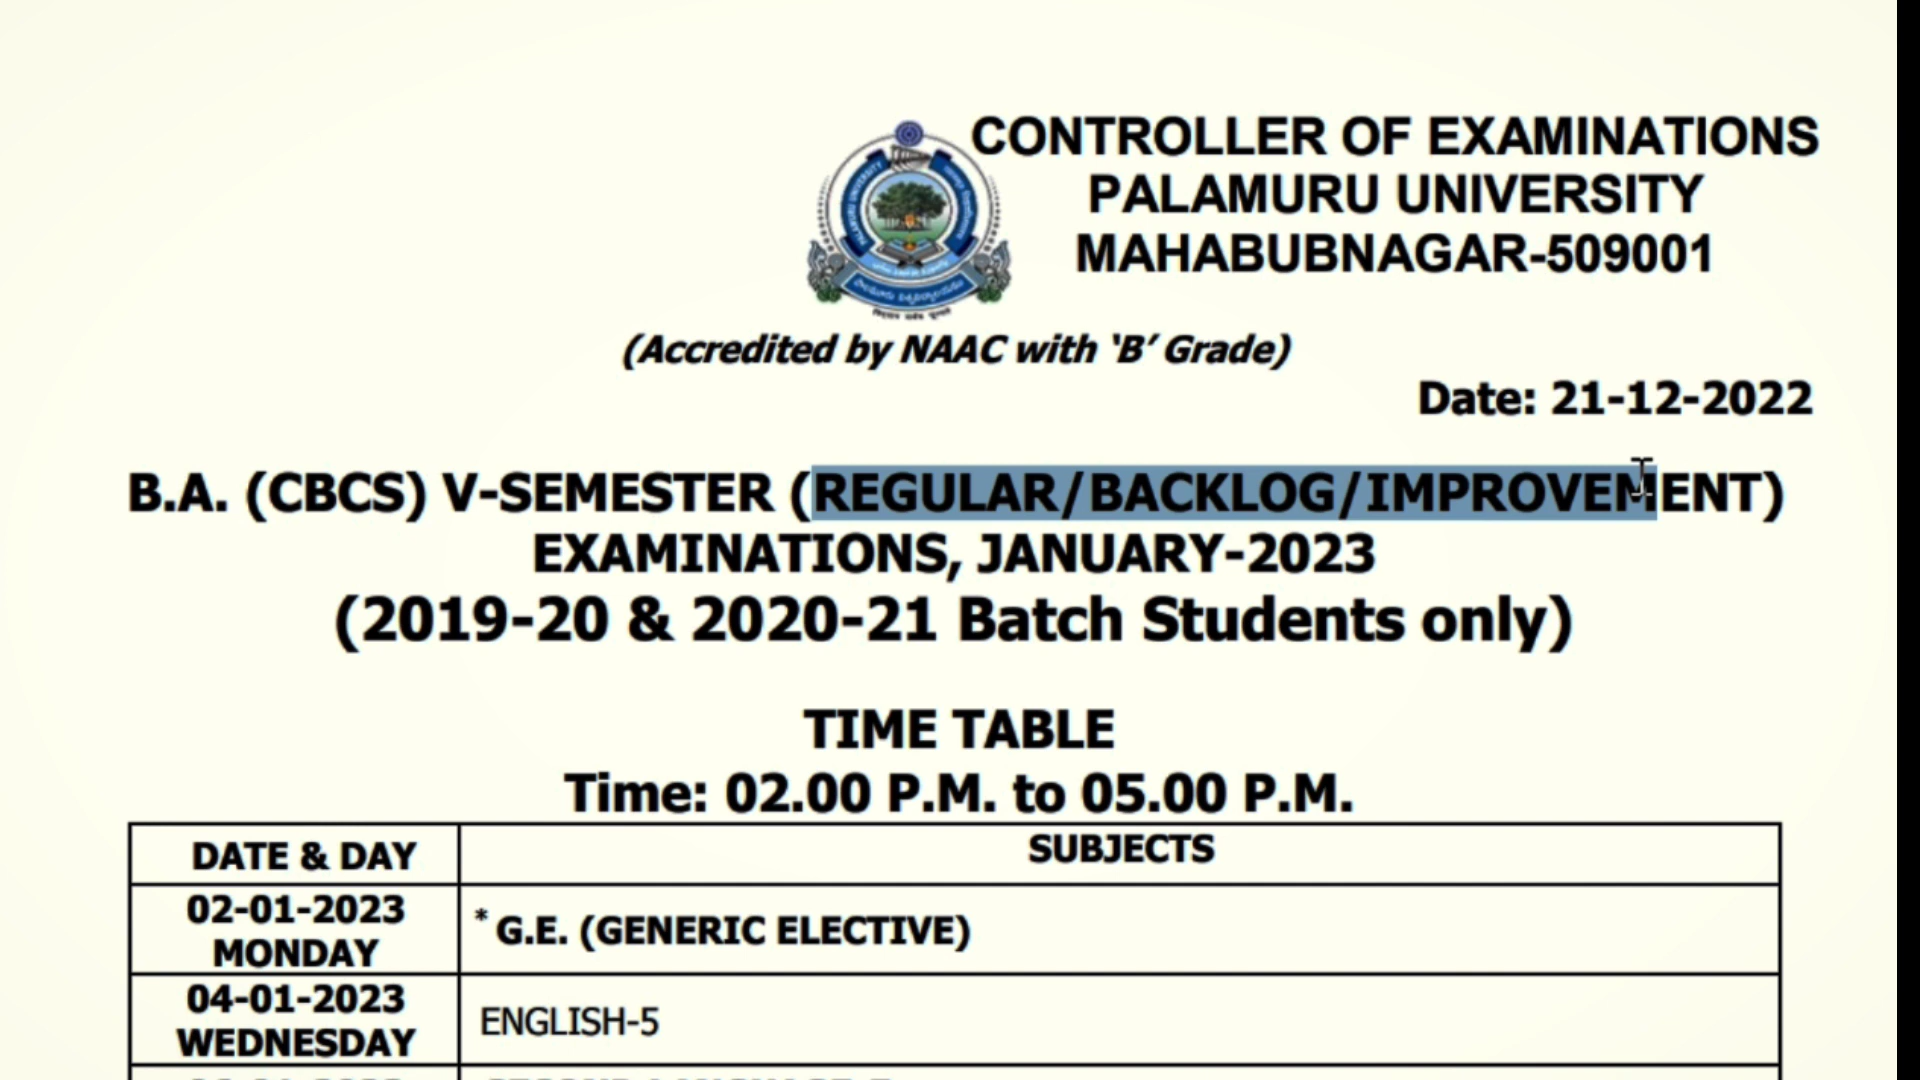 CONTROLLER OF EXAMINATIONS
PALAMURU UNIVERSITY
MAHABUBNAGAR-509001
(Accredited by NAAC with ‘B’ Grade)
Date: 21-12-2022
B.A. (CBCS) V-SEMESTER (REGULAR/BACKLOG/IMPROVEMENT)
EXAMINATIONS, JANUARY-2023
(2019-20 & 2020-21 Batch Students only)
TIME TABLE
Time: 02.00 P.M. to 05.00 P.M.
DATE & DAY SUBJECTS
02-01-2023
MONDAY
* G.E. (GENERIC ELECTIVE)
04-01-2023
WEDNESDAY
ENGLISH-5